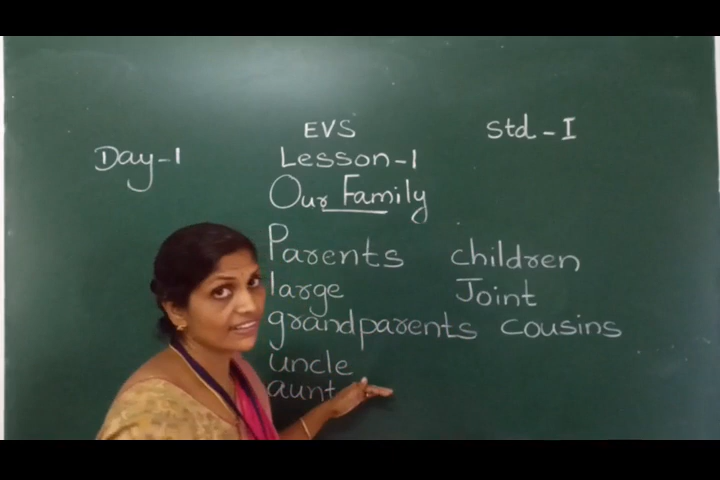 EVS
Std - I
Day-1
Lesson-1
Our Family
Parents children
large Joint
grandparents cousins
uncle
aunt